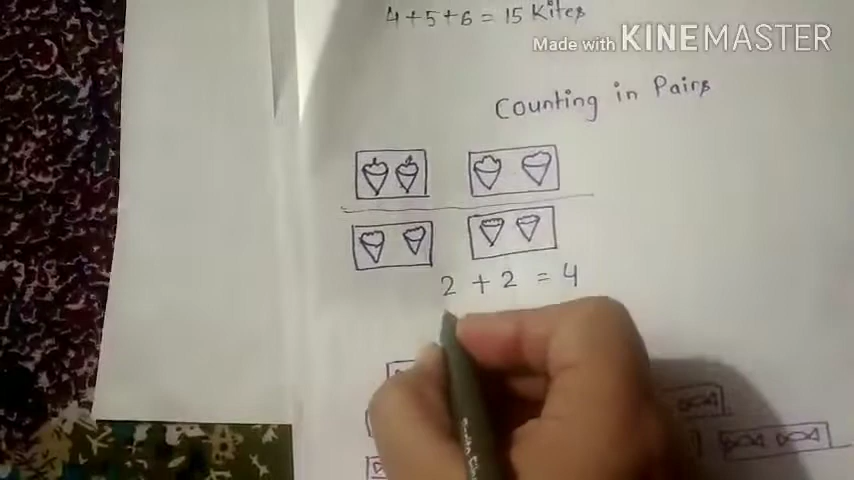 4+5+6 = 15 Kites
Made with KINEMASTER
Counting in Pairs
2 + 2 = 4